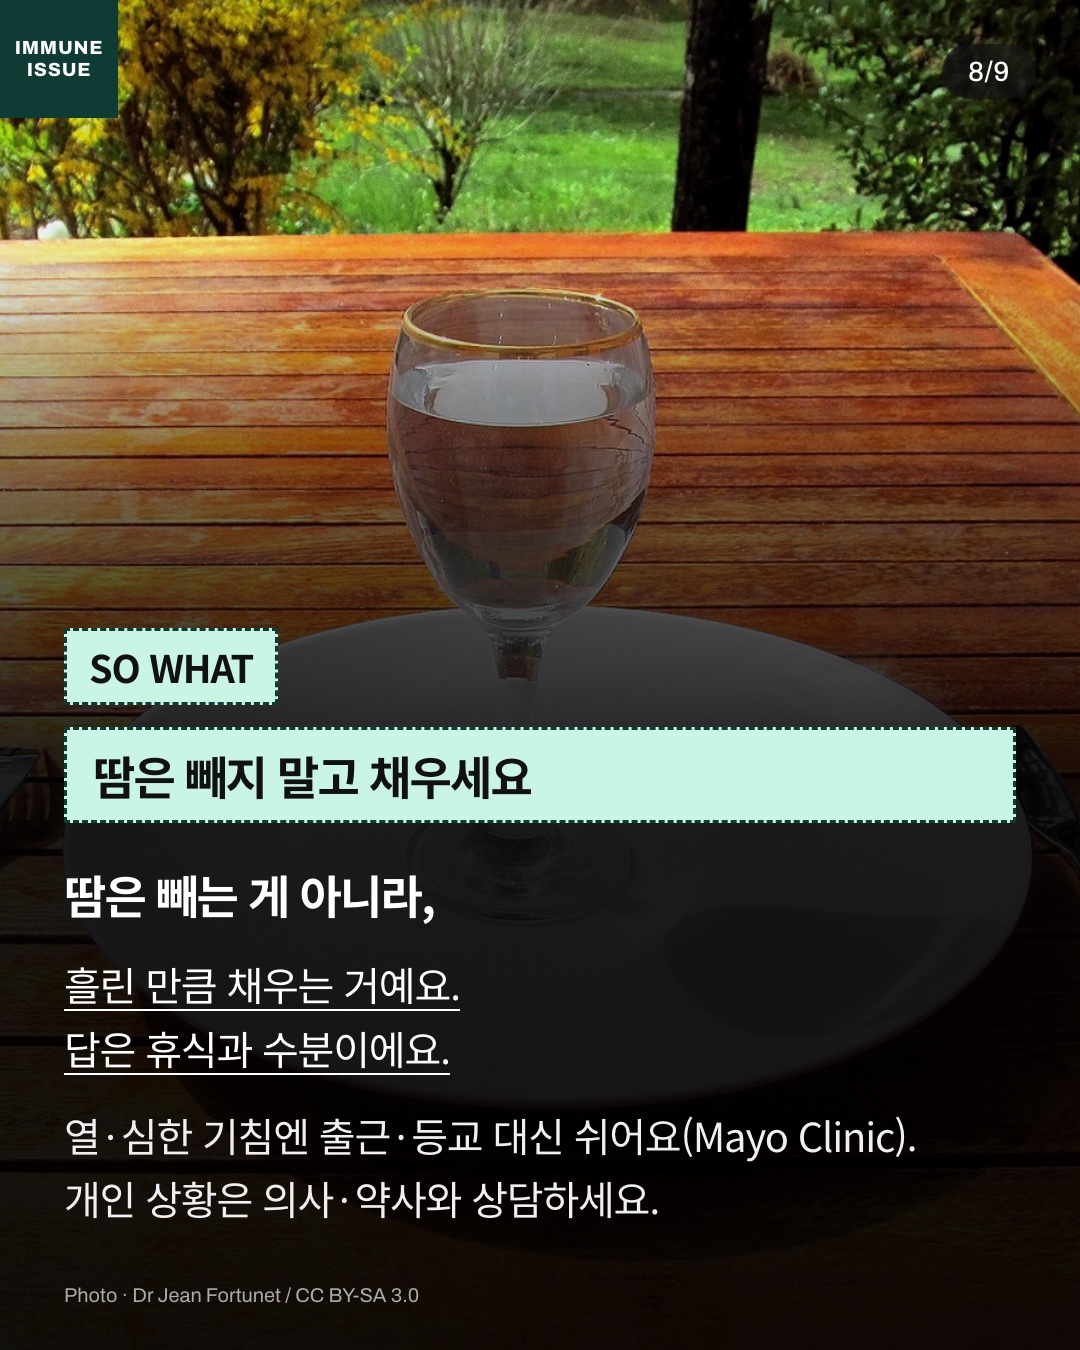 IMMUNE
ISSUE
8/9
SO WHAT
땀은 빼지 말고 채우세요
땀은 빼는 게 아니라,
흘린 만큼 채우는 거예요.
답은 휴식과 수분이에요.
열·심한 기침엔 출근·등교 대신 쉬어요(Mayo Clinic).
개인 상황은 의사·약사와 상담하세요.
Photo · Dr Jean Fortunet / CC BY-SA 3.0